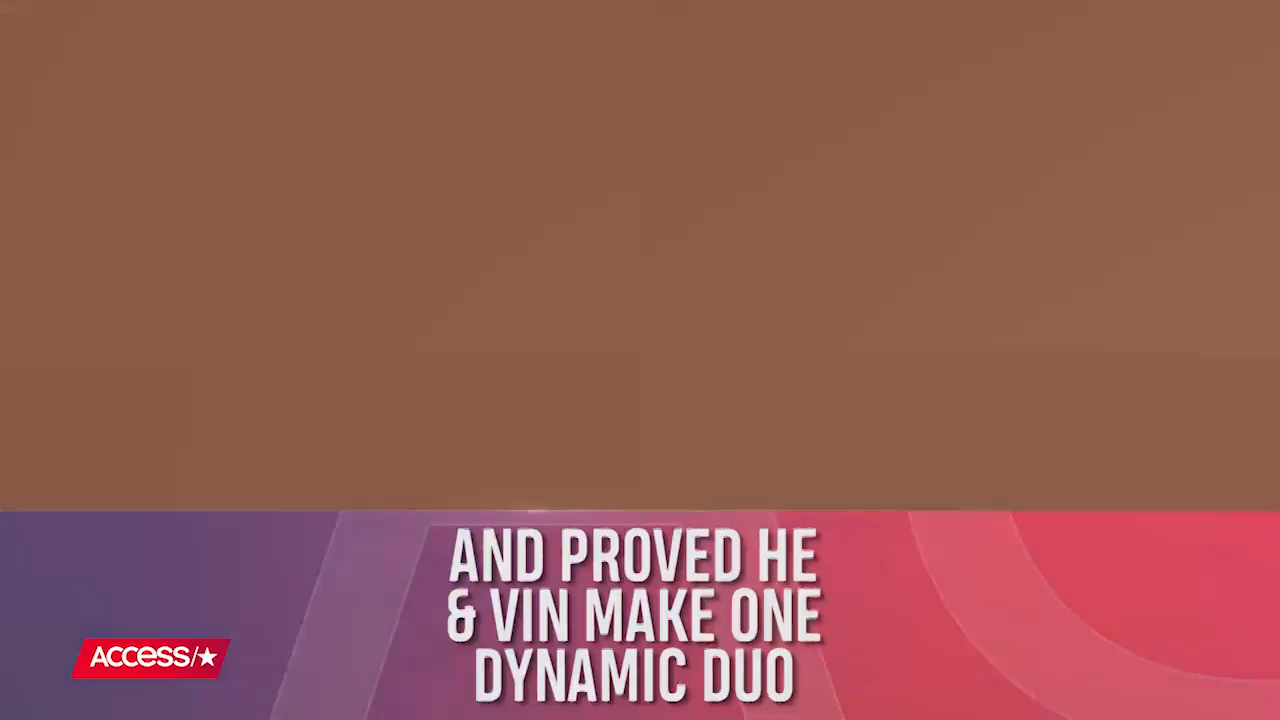 AND PROVED HE
& VIN MAKE ONE
DYNAMIC DUO
ACCESS/★